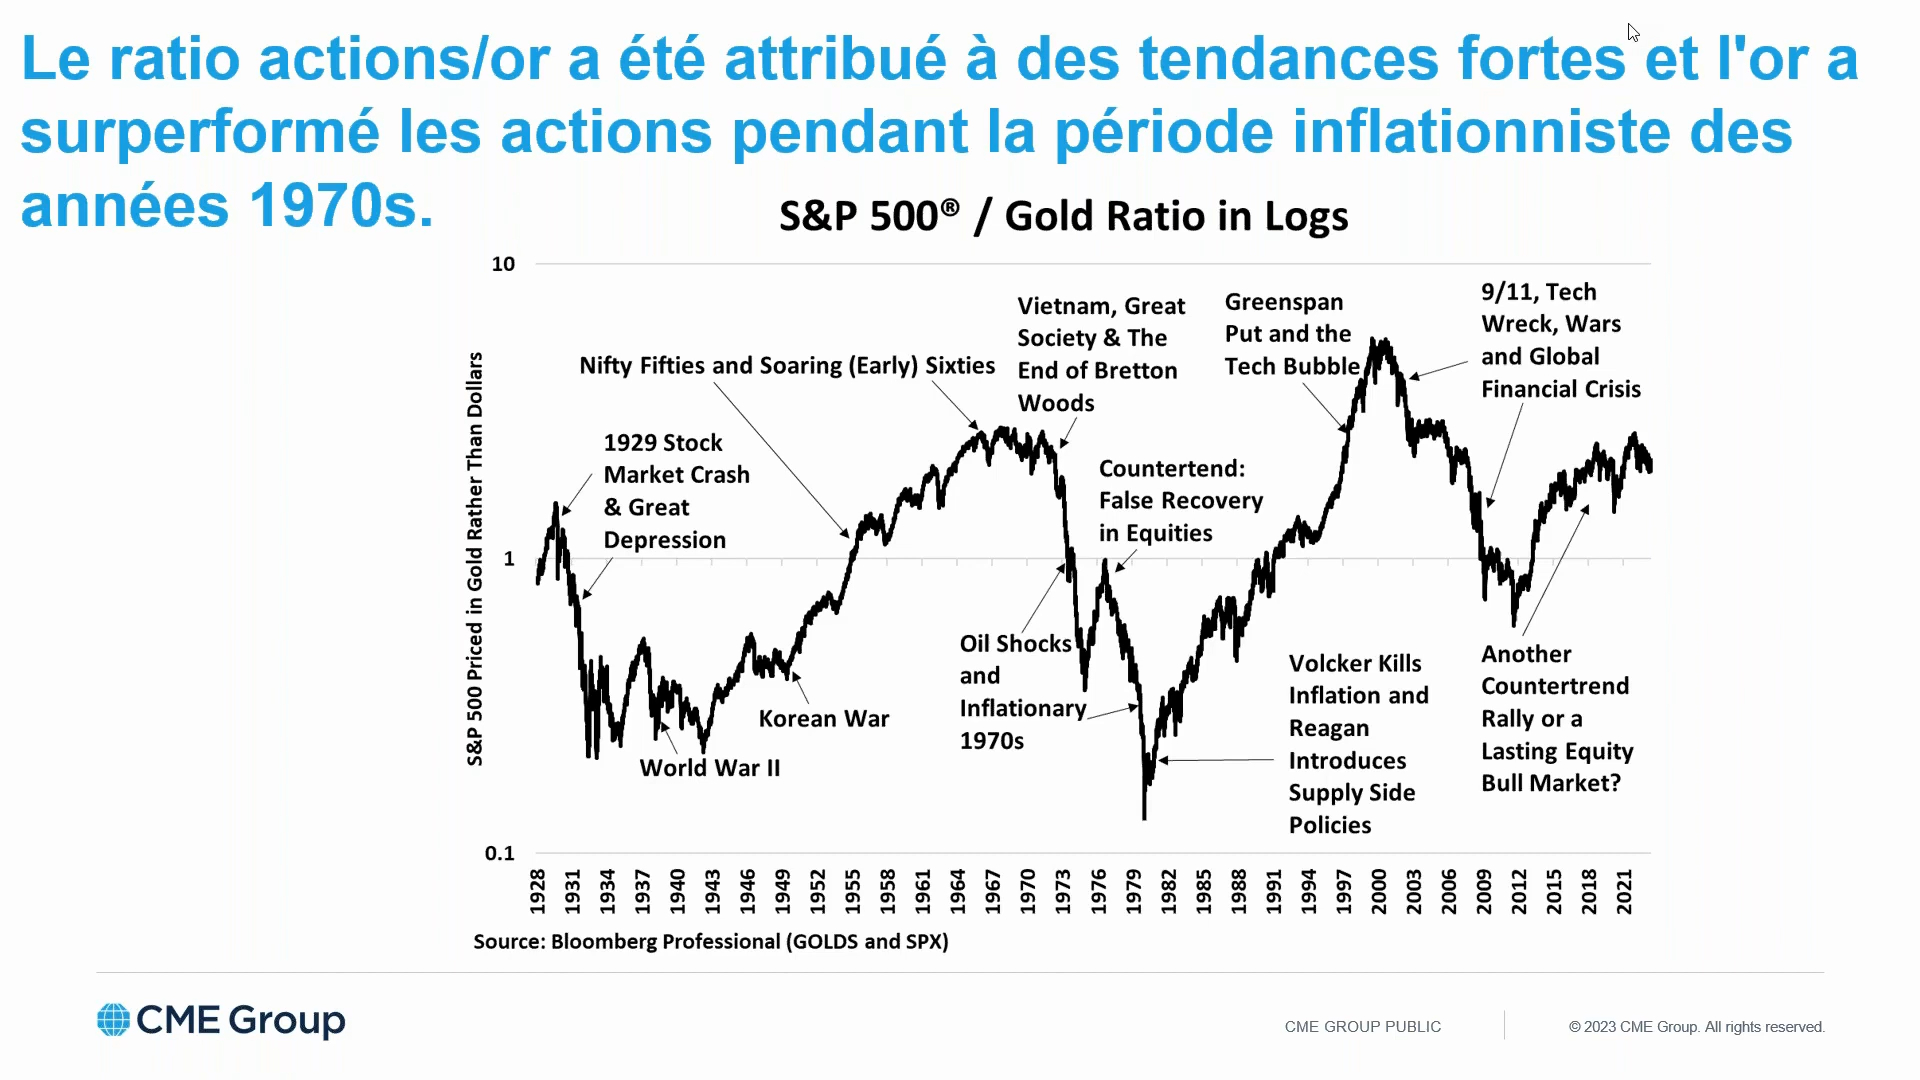 Le ratio actions/or a été attribué à des tendances fortes et l'or a
surperformé les actions pendant la période inflationniste des
années 1970s.
S&P 500® / Gold Ratio in Logs
S&P 500 Priced in Gold Rather Than Dollars
10
1
0.1
1929 Stock
Market Crash
& Great
Depression
Nifty Fifties and Soaring (Early) Sixties
World War II
Korean War
Vietnam, Great
Society & The
End of Bretton
Woods
Countertend:
False Recovery
in Equities
Oil Shocks
and
Inflationary
1970s
Greenspan
Put and the
Tech Bubble
Volcker Kills
Inflation and
Reagan
Introduces
Supply Side
Policies
9/11, Tech
Wreck, Wars
and Global
Financial Crisis
Another
Countertrend
Rally or a
Lasting Equity
Bull Market?
1928
1931
1934
1937
1940
1943
1946
1949
1952
1955
1958
1961
1964
1967
1970
1973
1976
1979
1982
1985
1988
1991
1994
1997
2000
2003
2006
2009
2012
2015
2018
2021
Source: Bloomberg Professional (GOLDS and SPX)
CME Group
CME GROUP PUBLIC
© 2023 CME Group. All rights reserved.